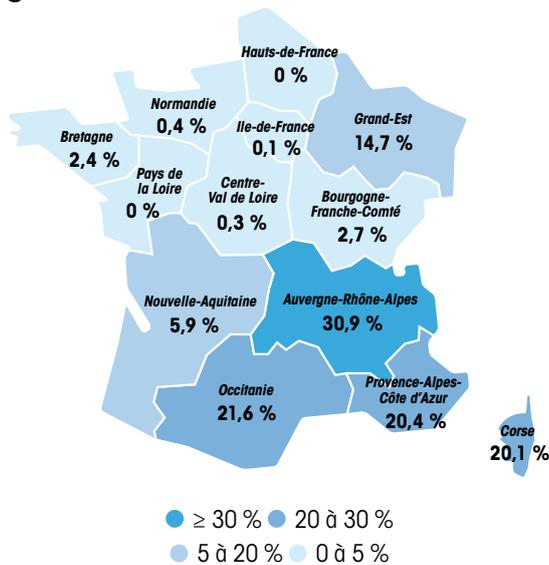 Hauts-de-France
0 %
Normandie
0,4 %
Ile-de-France
0,1 %
Grand-Est
14,7 %
Bretagne
2,4 %
Pays de
la Loire
0 %
Centre-
Val de Loire
0,3 %
Bourgogne-
Franche-Comté
2,7 %
Nouvelle-Aquitaine
5,9 %
Auvergne-Rhône-Alpes
30,9 %
Occitanie
21,6 %
Provence-Alpes-
Côte d'Azur
20,4 %
Corse
20,1 %
≥ 30 %
20 à 30 %
5 à 20 %
0 à 5 %